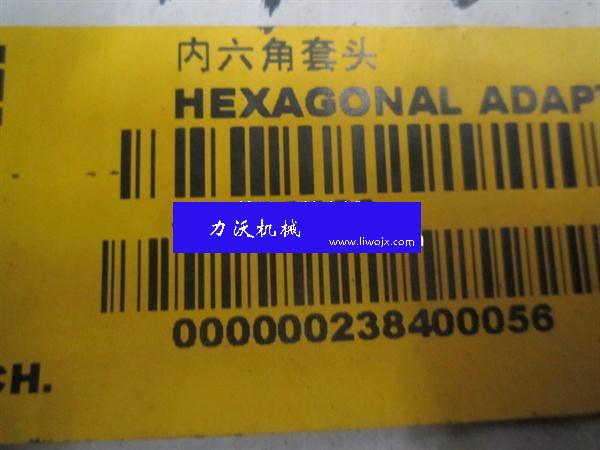 内六角套头
HEXAGONAL ADAPT
力沃机械
www.liwojx.com
000000238400056
CH.